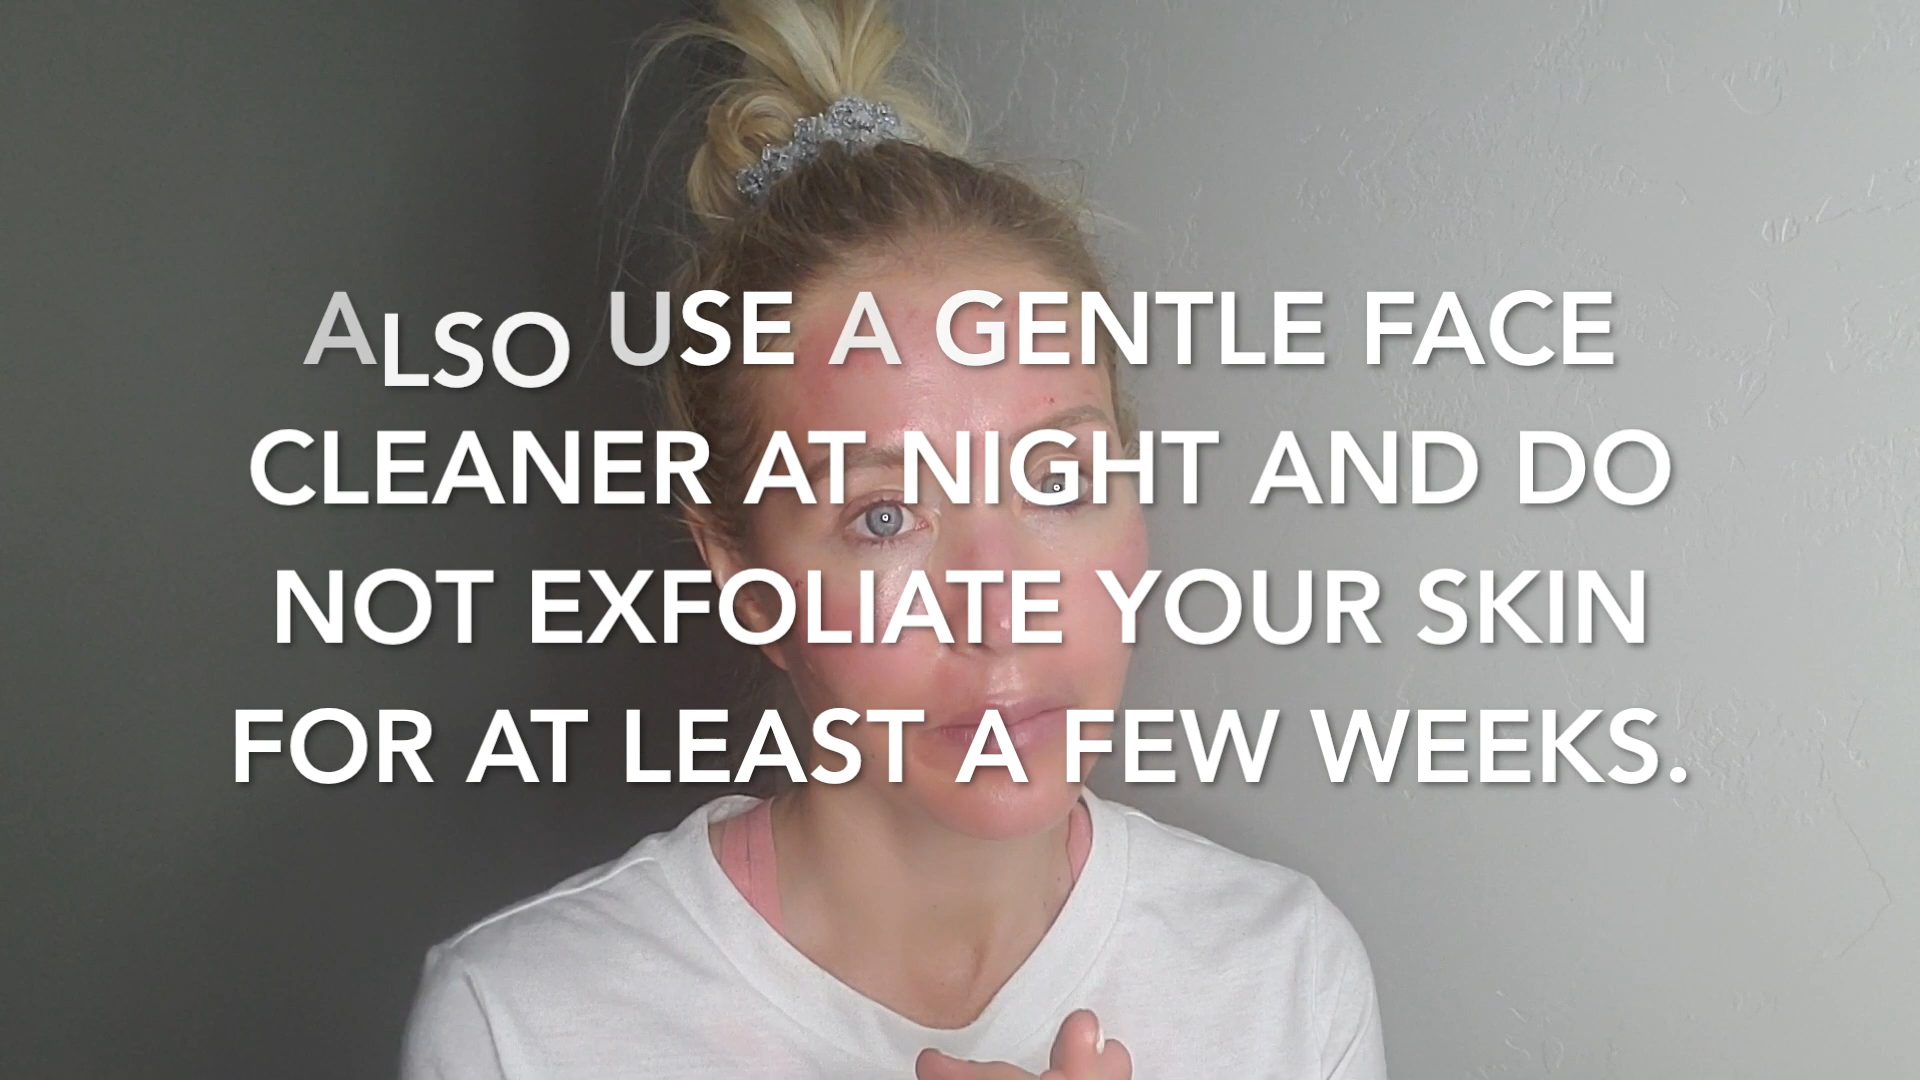 ALSO USE A GENTLE FACE
CLEANER AT NIGHT AND DO
NOT EXFOLIATE YOUR SKIN
FOR AT LEAST A FEW WEEKS.